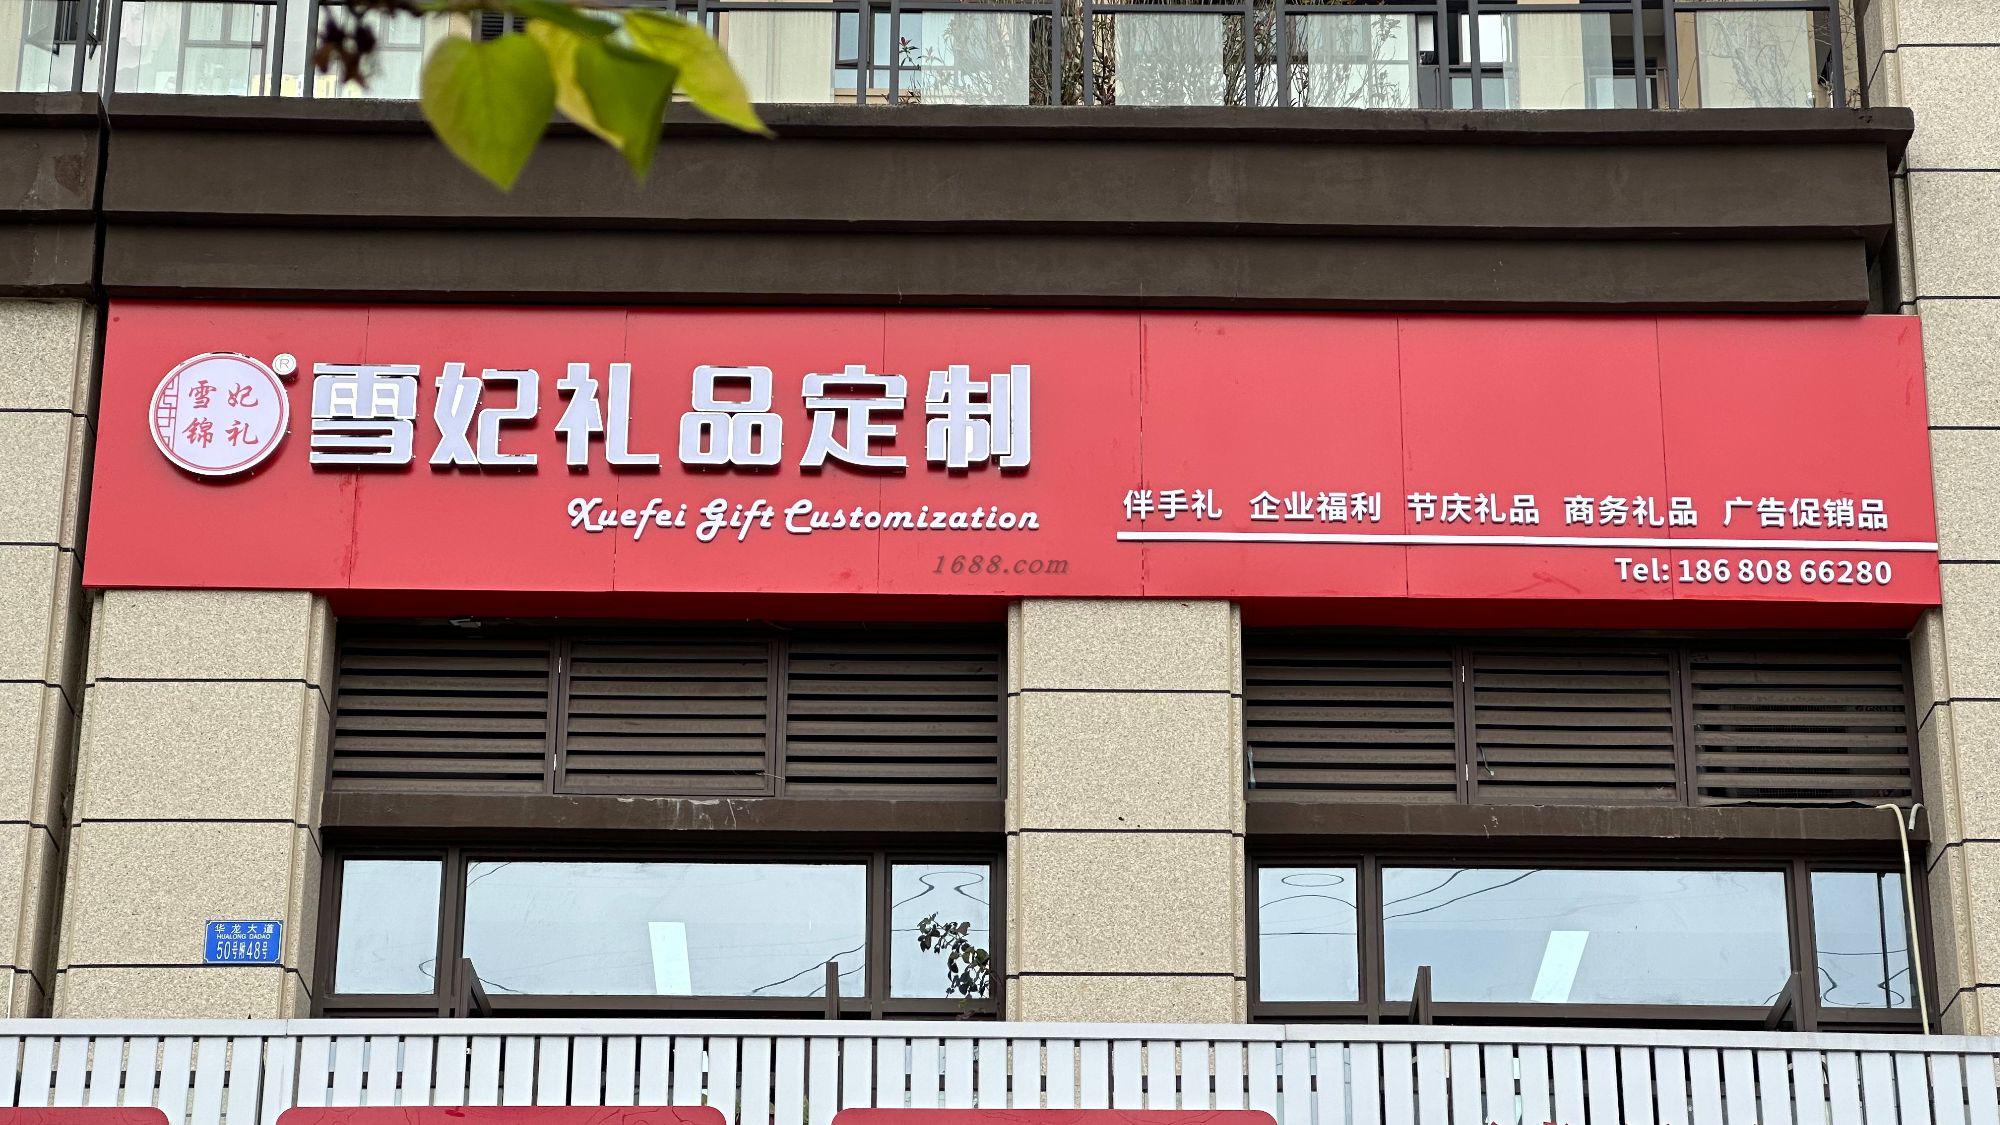 雪妃
锦礼
®
雪妃礼品定制
Xuefei Gift Customization
1688.com
伴手礼 企业福利 节庆礼品 商务礼品 广告促销品
Tel: 186 808 66280
华龙大道
HUALONG DADAO
50号附48号